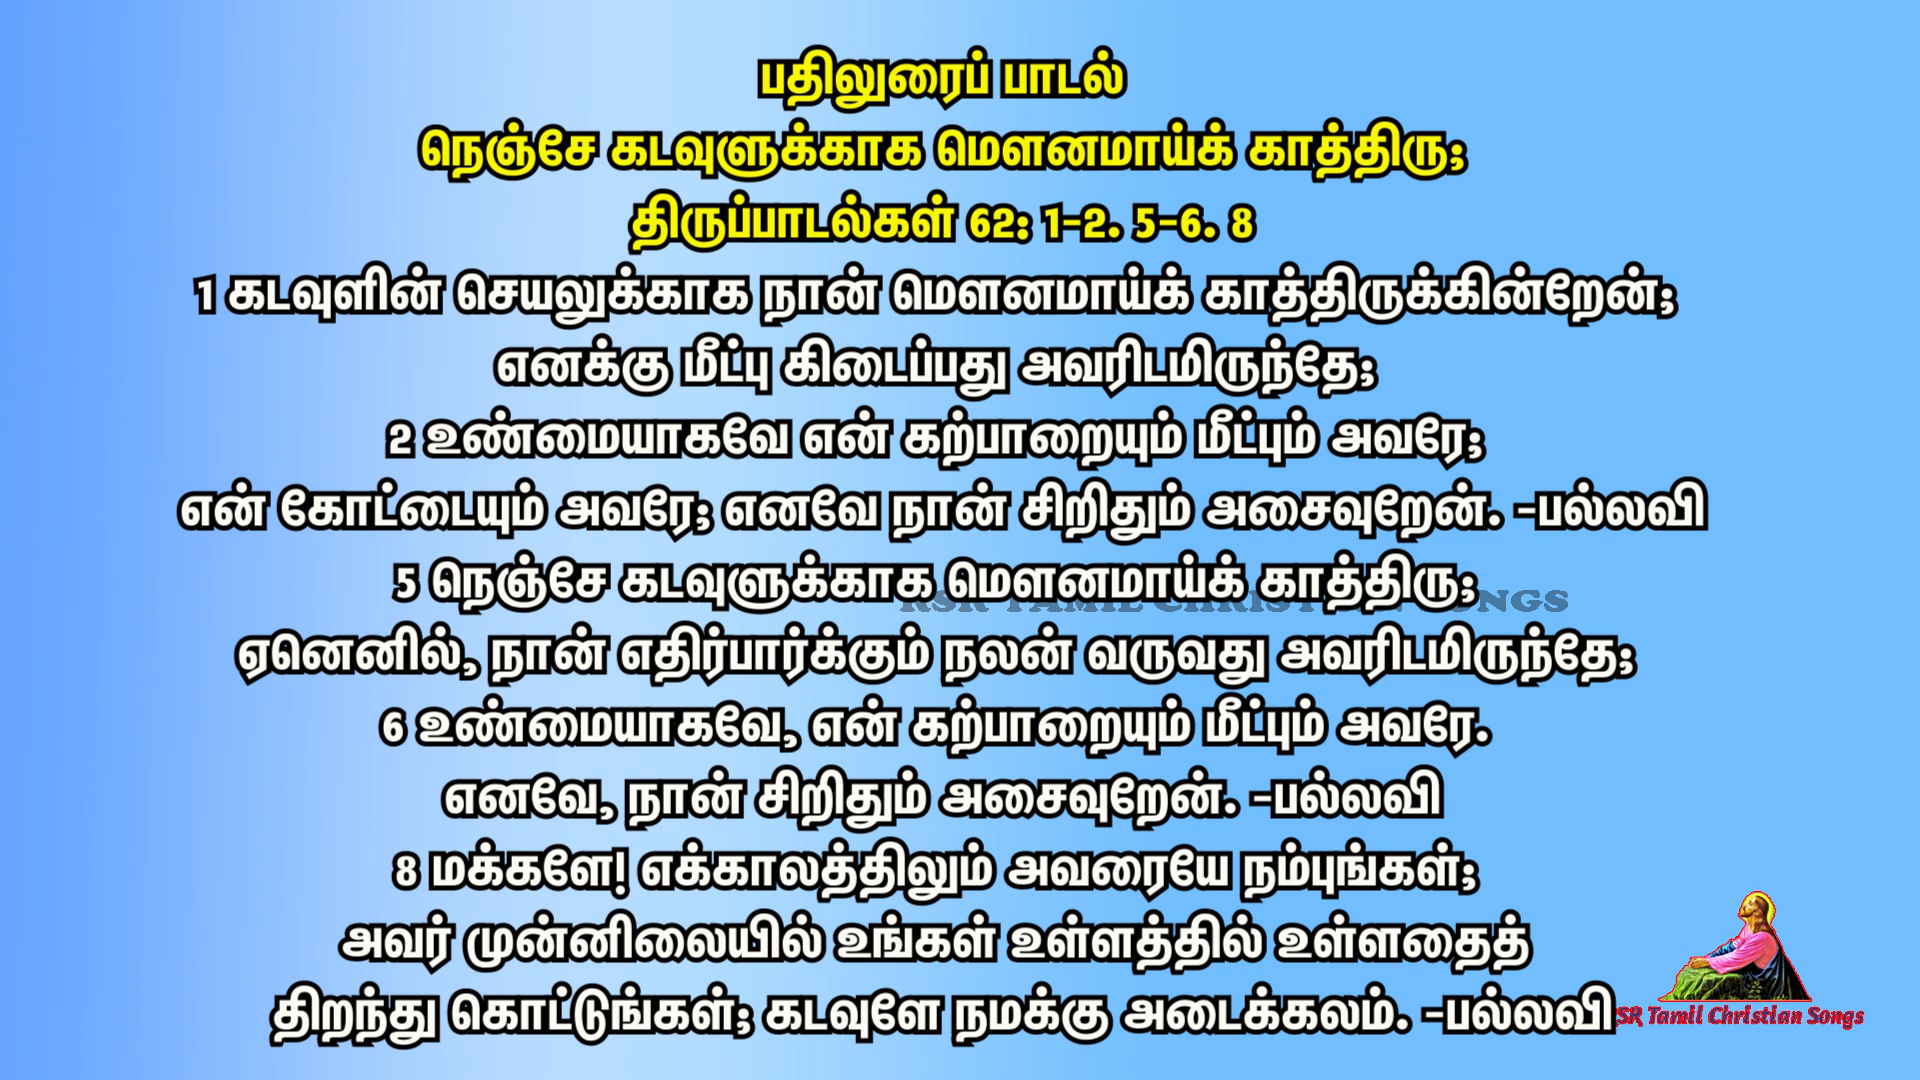 பதிலுரைப் பாடல்
நெஞ்சே கடவுளுக்காக மௌனமாய்க் காத்திரு;
திருப்பாடல்கள் 62: 1-2. 5-6. 8
1 கடவுளின் செயலுக்காக நான் மௌனமாய்க் காத்திருக்கின்றேன்;
எனக்கு மீட்பு கிடைப்பது அவரிடமிருந்தே;
2 உண்மையாகவே என் கற்பாறையும் மீட்பும் அவரே;
என் கோட்டையும் அவரே; எனவே நான் சிறிதும் அசைவுறேன். -பல்லவி
5 நெஞ்சே கடவுளுக்காக மௌனமாய்க் காத்திரு;
RSR TAMIL CHRISTIAN SONGS
ஏனெனில், நான் எதிர்பார்க்கும் நலன் வருவது அவரிடமிருந்தே;
6 உண்மையாகவே, என் கற்பாறையும் மீட்பும் அவரே.
எனவே, நான் சிறிதும் அசைவுறேன். -பல்லவி
8 மக்களே! எக்காலத்திலும் அவரையே நம்புங்கள்;
அவர் முன்னிலையில் உங்கள் உள்ளத்தில் உள்ளதைத்
திறந்து கொட்டுங்கள்; கடவுளே நமக்கு அடைக்கலம். -பல்லவி
SR Tamil Christian Songs